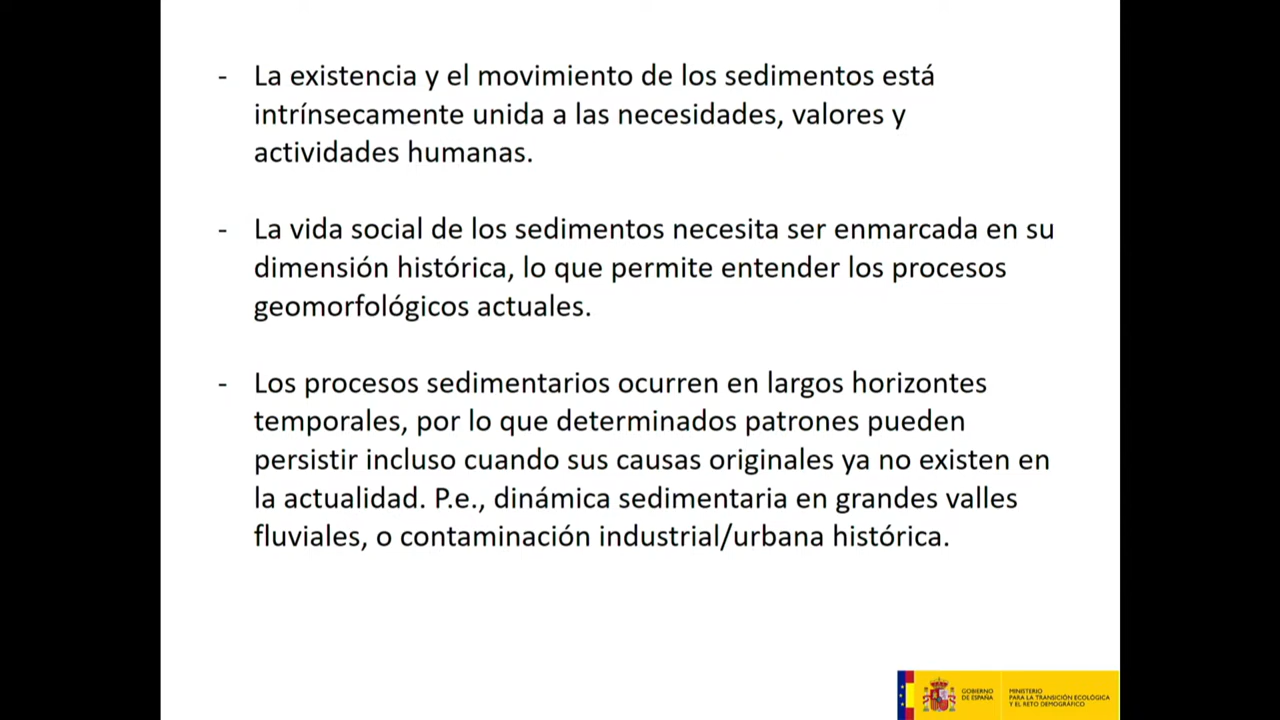 - La existencia y el movimiento de los sedimentos está
intrínsecamente unida a las necesidades, valores y
actividades humanas.
- La vida social de los sedimentos necesita ser enmarcada en su
dimensión histórica, lo que permite entender los procesos
geomorfológicos actuales.
- Los procesos sedimentarios ocurren en largos horizontes
temporales, por lo que determinados patrones pueden
persistir incluso cuando sus causas originales ya no existen en
la actualidad. P.e., dinámica sedimentaria en grandes valles
fluviales, o contaminación industrial/urbana histórica.
GOBIERNO
DE ESPAÑA
MINISTERIO
PARA LA TRANSICIÓN ECOLÓGICA
Y EL RETO DEMOGRÁFICO